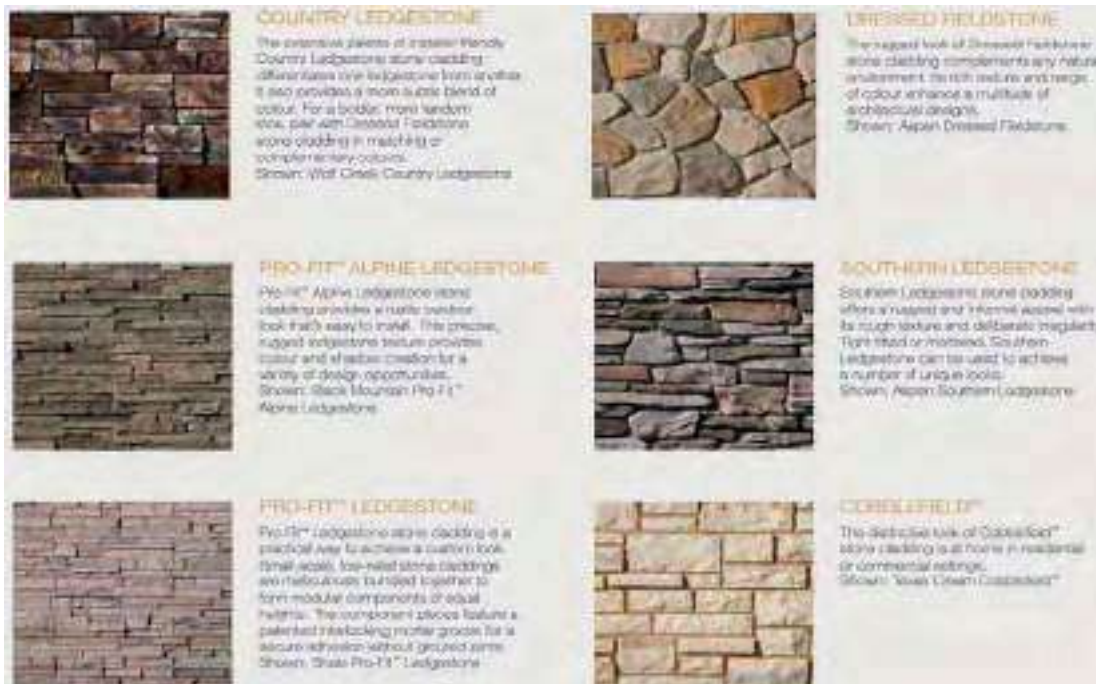 COUNTRY LEDGESTONE
The extensive palette of installer-friendly
Country Ledgestone stone cladding
differentiates one ledgestone from another.
It also provides a more subtle blend of
colour. For a bolder, more random
look, pair with Dressed Fieldstone
stone cladding in matching or
complementary colours.
Shown: Wolf Creek Country Ledgestone
PRO-FIT™ ALPINE LEDGESTONE
Pro-Fit™ Alpine Ledgestone stone
cladding provides a rustic outdoor
look that's easy to install. This precise,
rugged ledgestone texture provides
colour and shadow creation for a
variety of design opportunities.
Shown: Black Mountain Pro-Fit™
Alpine Ledgestone
PRO-FIT™ LEDGESTONE
Pro-Fit™ Ledgestone stone cladding is a
practical way to achieve a custom look.
Small-scale, low-relief stone claddings
are meticulously bundled together to
form modular components of equal
heights. The component pieces feature a
patented interlocking mortar groove for a
secure adhesion without grouted joints.
Shown: Shale Pro-Fit™ Ledgestone
DRESSED FIELDSTONE
The rugged look of Dressed Fieldstone
stone cladding complements any natural
environment. Its rich texture and range
of colour enhance a multitude of
architectural designs.
Shown: Aspen Dressed Fieldstone
SOUTHERN LEDGESTONE
Southern Ledgestone stone cladding
offers a rugged and informal appeal with
its rough texture and deliberate irregularity.
Tight-fitted or mortared, Southern
Ledgestone can be used to achieve
a number of unique looks.
Shown: Aspen Southern Ledgestone
COBBLEFIELD™
The distinctive look of Cobblefield™
stone cladding is at home in residential
or commercial settings.
Shown: Texas Cream Cobblefield™